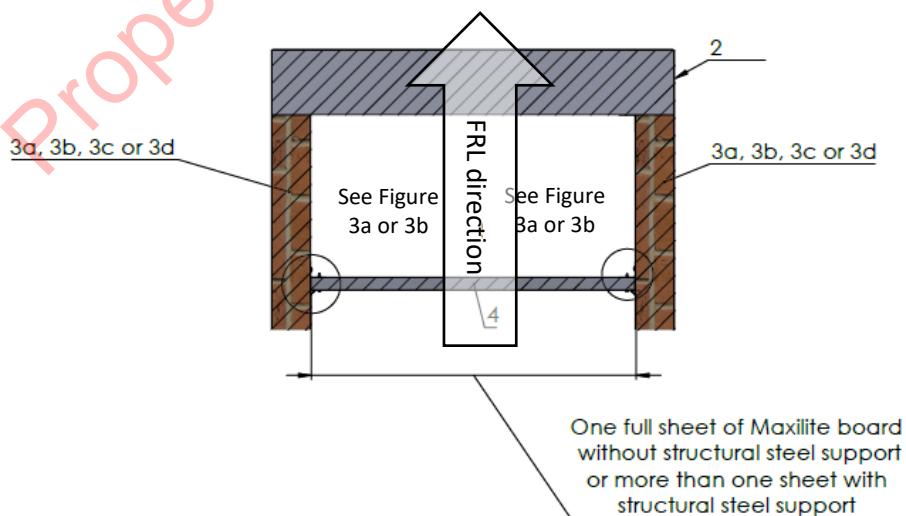 Prope
2
3a, 3b, 3c or 3d
3a, 3b, 3c or 3d
See Figure
3a or 3b
FRL direction
See Figure
3a or 3b
4
One full sheet of Maxilite board
without structural steel support
or more than one sheet with
structural steel support